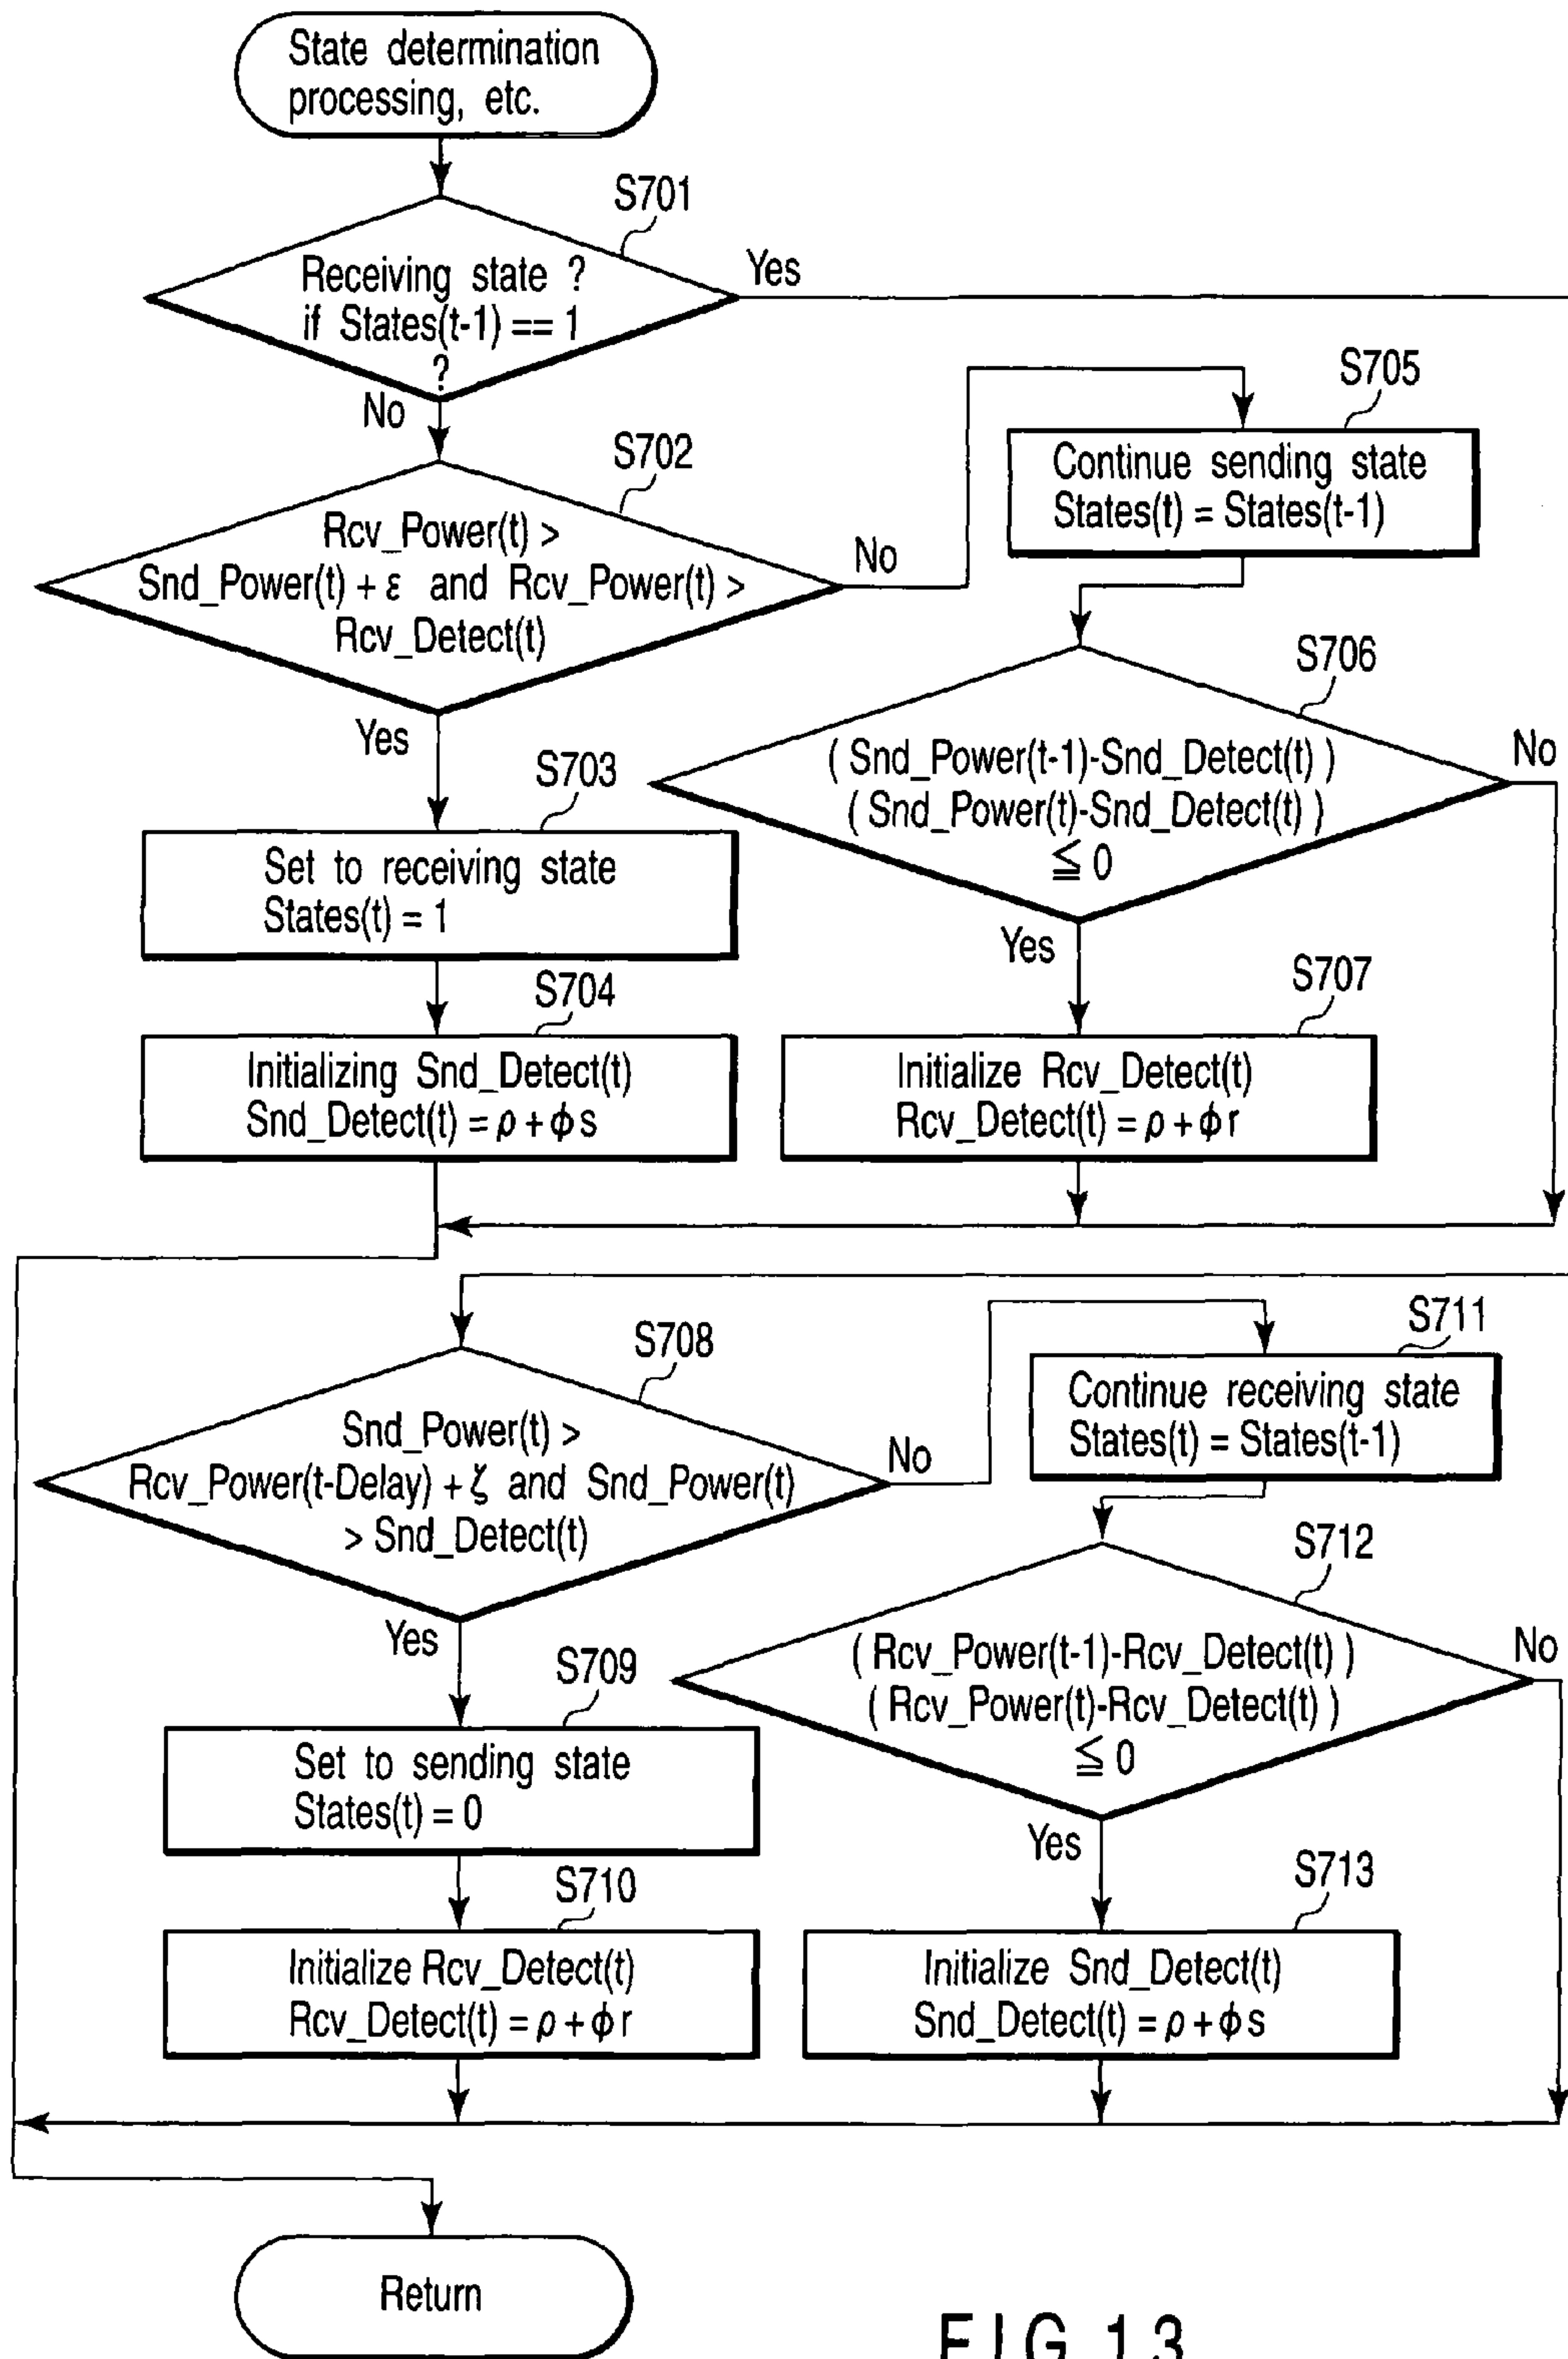 State determination
processing, etc.
S701
Receiving state ?
if States(t-1) == 1
?
Yes
No
S702
Rcv_Power(t) >
Snd_Power(t) + ε and Rcv_Power(t) >
Rcv_Detect(t)
No
Yes
S705
Continue sending state
States(t) = States(t-1)
S706
( Snd_Power(t-1)-Snd_Detect(t) )
( Snd_Power(t)-Snd_Detect(t) )
≦ 0
No
Yes
S703
Set to receiving state
States(t) = 1
S704
Initializing Snd_Detect(t)
Snd_Detect(t) = ρ + ϕ s
S707
Initialize Rcv_Detect(t)
Rcv_Detect(t) = ρ + ϕ r
S708
Snd_Power(t) >
Rcv_Power(t-Delay) + ζ and Snd_Power(t)
> Snd_Detect(t)
No
Yes
S711
Continue receiving state
States(t) = States(t-1)
S712
( Rcv_Power(t-1)-Rcv_Detect(t) )
( Rcv_Power(t)-Rcv_Detect(t) )
≦ 0
No
Yes
S709
Set to sending state
States(t) = 0
S710
Initialize Rcv_Detect(t)
Rcv_Detect(t) = ρ + ϕ r
S713
Initialize Snd_Detect(t)
Snd_Detect(t) = ρ + ϕ s
Return
FIG.13